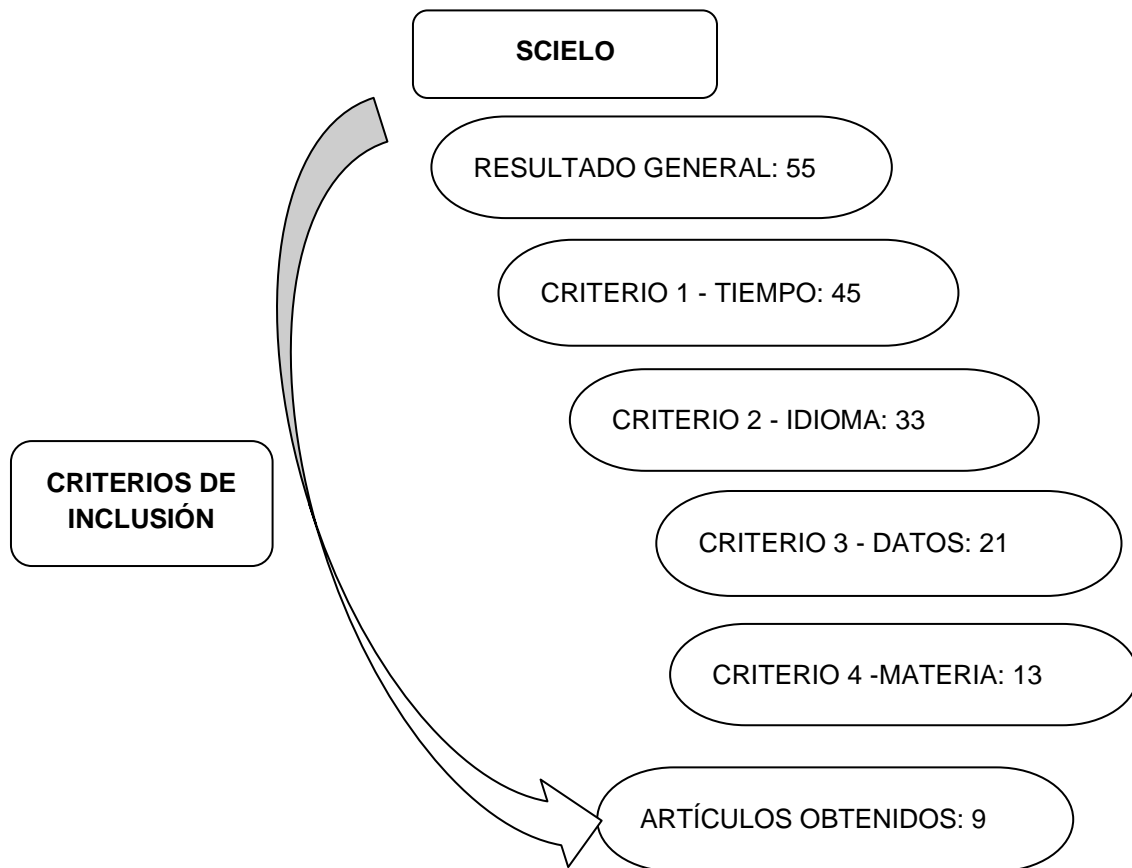 SCIELO
RESULTADO GENERAL: 55
CRITERIO 1 - TIEMPO: 45
CRITERIO 2 - IDIOMA: 33
CRITERIOS DE
INCLUSIÓN
CRITERIO 3 - DATOS: 21
CRITERIO 4 -MATERIA: 13
ARTÍCULOS OBTENIDOS: 9